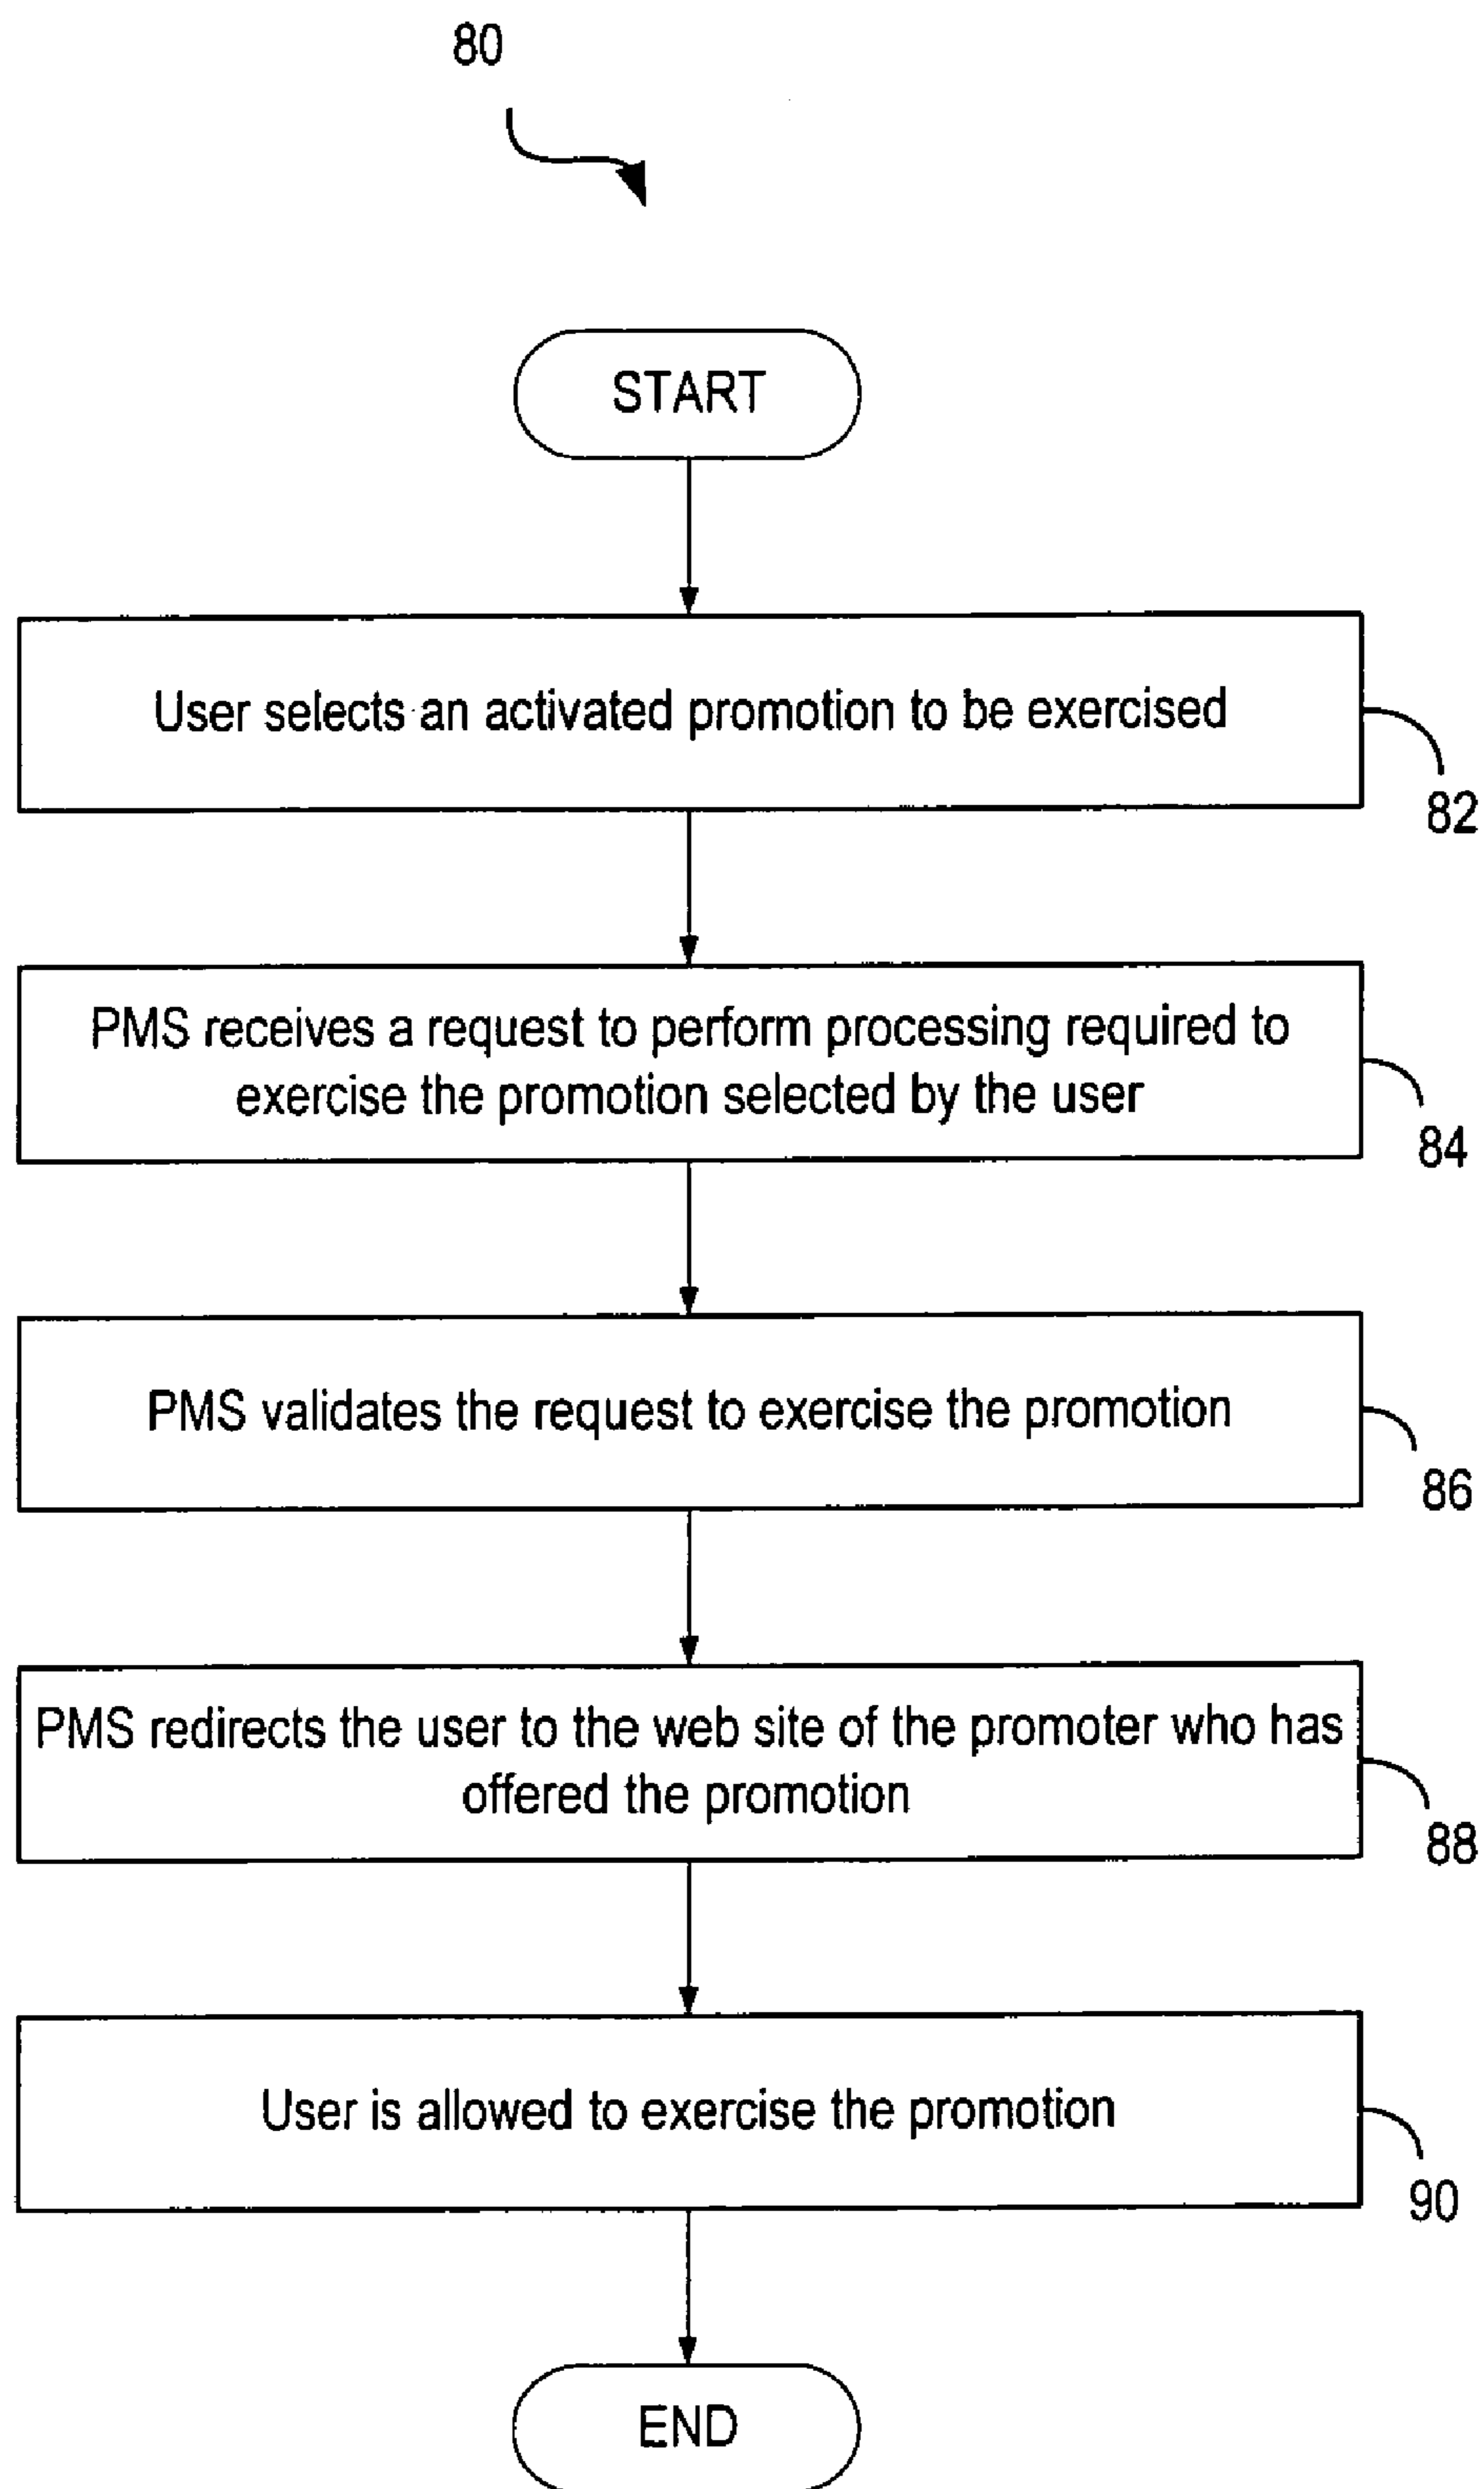 80
START
User selects an activated promotion to be exercised
82
PMS receives a request to perform processing required to
exercise the promotion selected by the user
84
PMS validates the request to exercise the promotion
86
PMS redirects the user to the web site of the promoter who has
offered the promotion
88
User is allowed to exercise the promotion
90
END